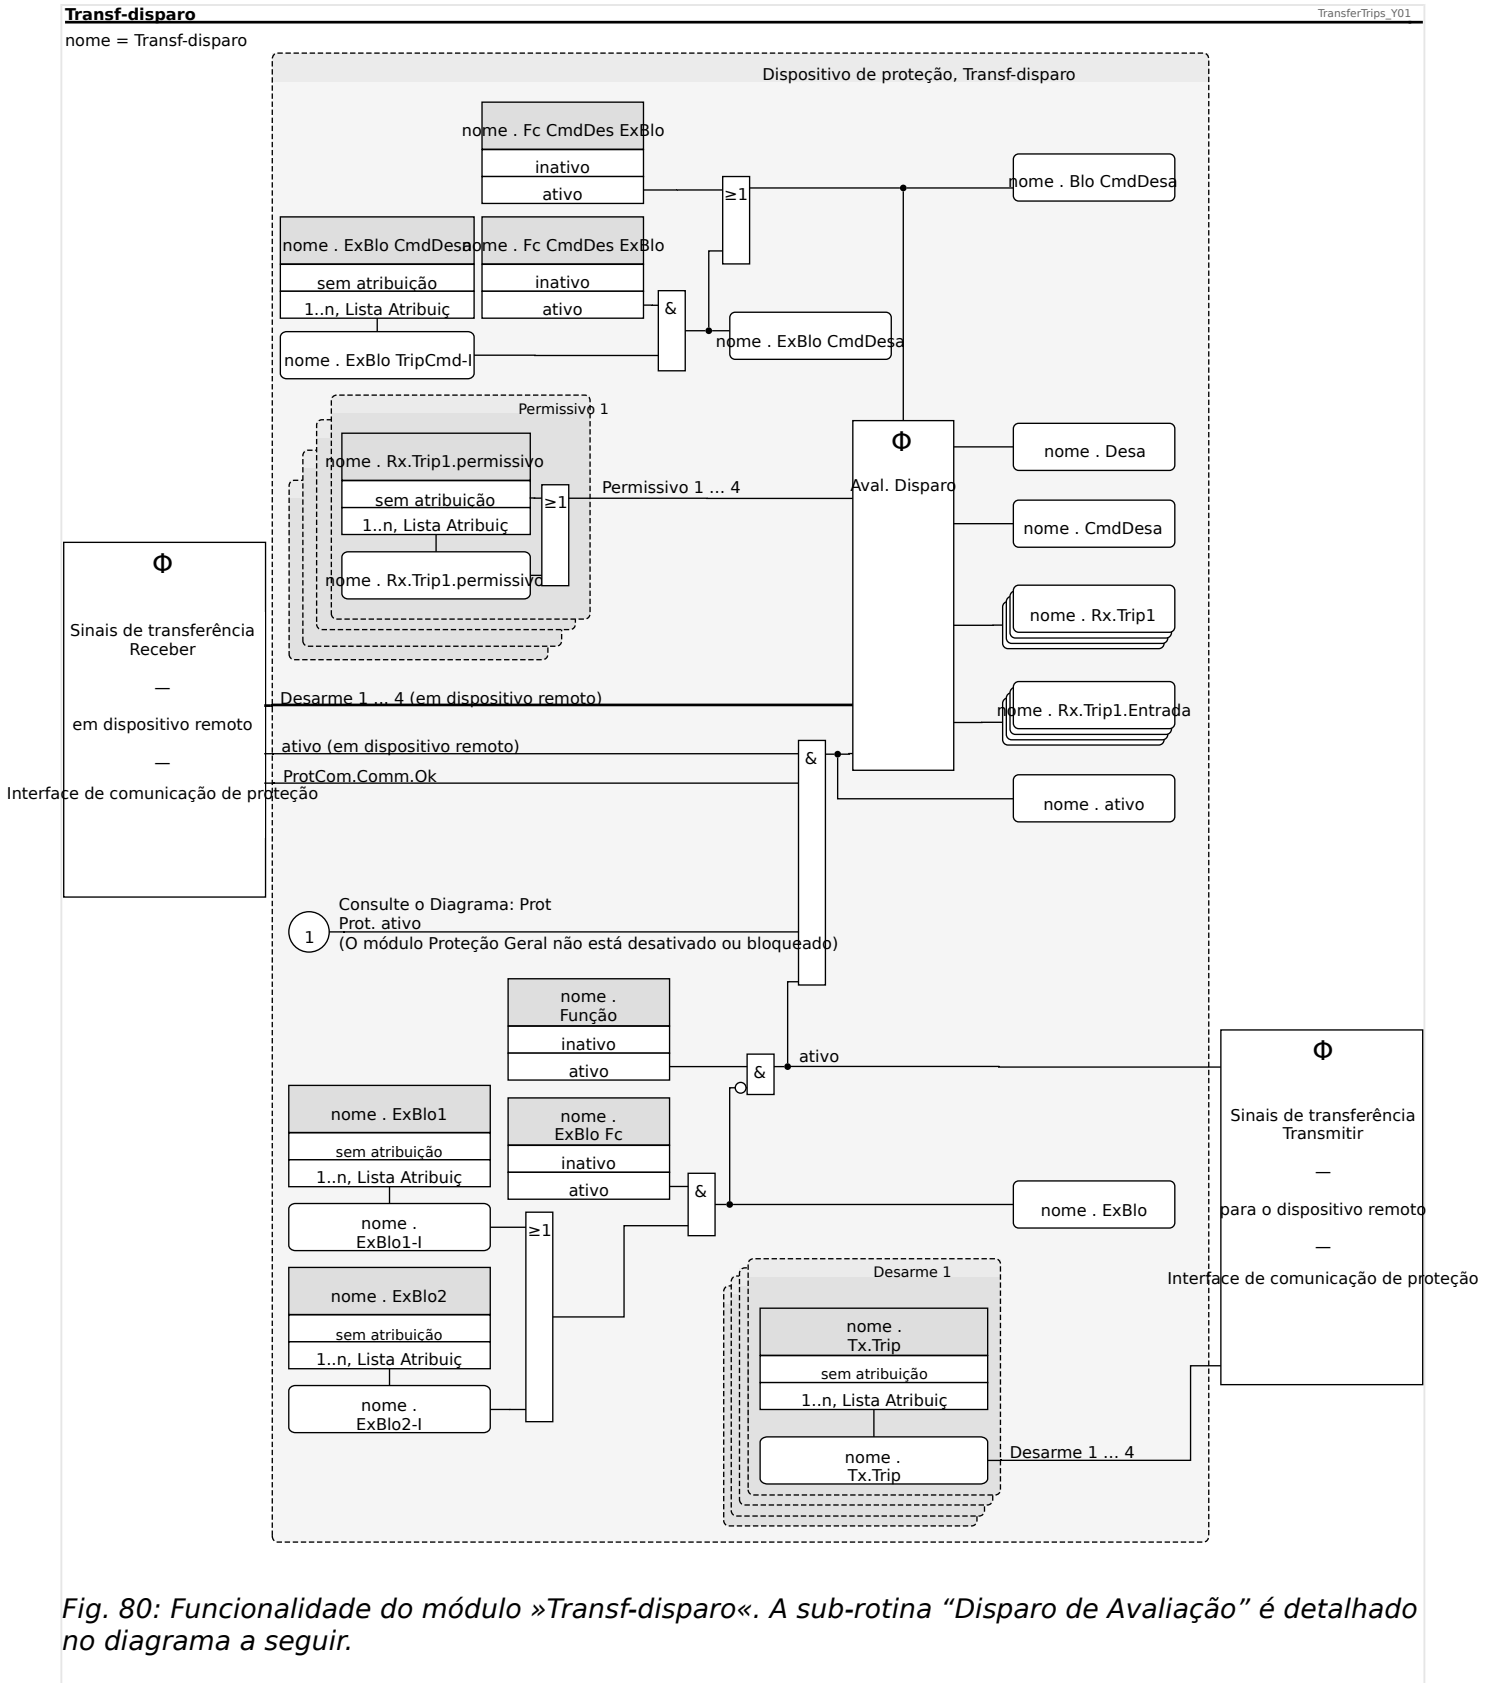 Transf-disparo
TransferTrips_Y01
nome = Transf-disparo
Dispositivo de proteção, Transf-disparo
nome . Fc CmdDes ExBlo
inativo
ativo
≥1
nome . Blo CmdDesa
nome . ExBlo CmdDesa
sem atribuição
1..n, Lista Atribuiç
nome . Fc CmdDes ExBlo
inativo
ativo
&
nome . ExBlo CmdDesa
nome . ExBlo TripCmd-I
Permissivo 1
nome . Rx.Trip1.permissivo
sem atribuição
1..n, Lista Atribuiç
≥1
nome . Rx.Trip1.permissivo
Permissivo 1 ... 4
Φ
Aval. Disparo
nome . Desa
nome . CmdDesa
nome . Rx.Trip1
nome . Rx.Trip1.Entrada
nome . ativo
Φ
Sinais de transferência
Receber
—
em dispositivo remoto
—
Interface de comunicação de proteção
Desarme 1 ... 4 (em dispositivo remoto)
ativo (em dispositivo remoto)
ProtCom.Comm.Ok
&
1
Consulte o Diagrama: Prot
Prot. ativo
(O módulo Proteção Geral não está desativado ou bloqueado)
nome .
Função
inativo
ativo
&
ativo
nome . ExBlo1
sem atribuição
1..n, Lista Atribuiç
nome .
ExBlo1-I
nome .
ExBlo Fc
inativo
ativo
&
≥1
nome . ExBlo
nome . ExBlo2
sem atribuição
1..n, Lista Atribuiç
nome .
ExBlo2-I
Desarme 1
nome .
Tx.Trip
sem atribuição
1..n, Lista Atribuiç
nome .
Tx.Trip
Desarme 1 ... 4
Φ
Sinais de transferência
Transmitir
—
para o dispositivo remoto
—
Interface de comunicação de proteção
Fig. 80: Funcionalidade do módulo »Transf-disparo«. A sub-rotina “Disparo de Avaliação” é detalhado
no diagrama a seguir.